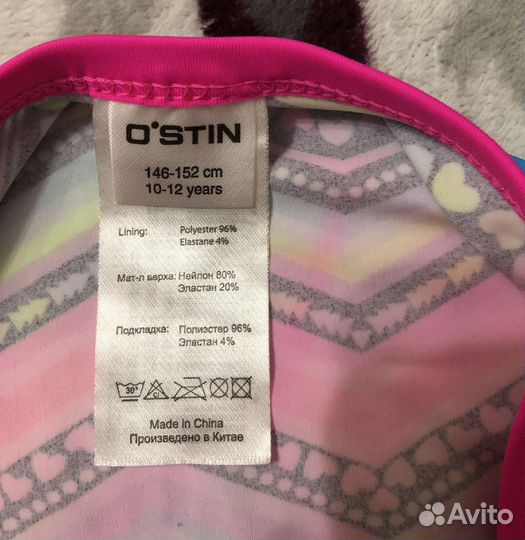 O'STIN
146-152 cm
10-12 years
Lining: Polyester 96%
Elastane 4%
Мат-л верха: Нейлон 80%
Эластан 20%
Подкладка: Полиэстер 96%
Эластан 4%
30°
CL
Made in China
Произведено в Китае
Avito